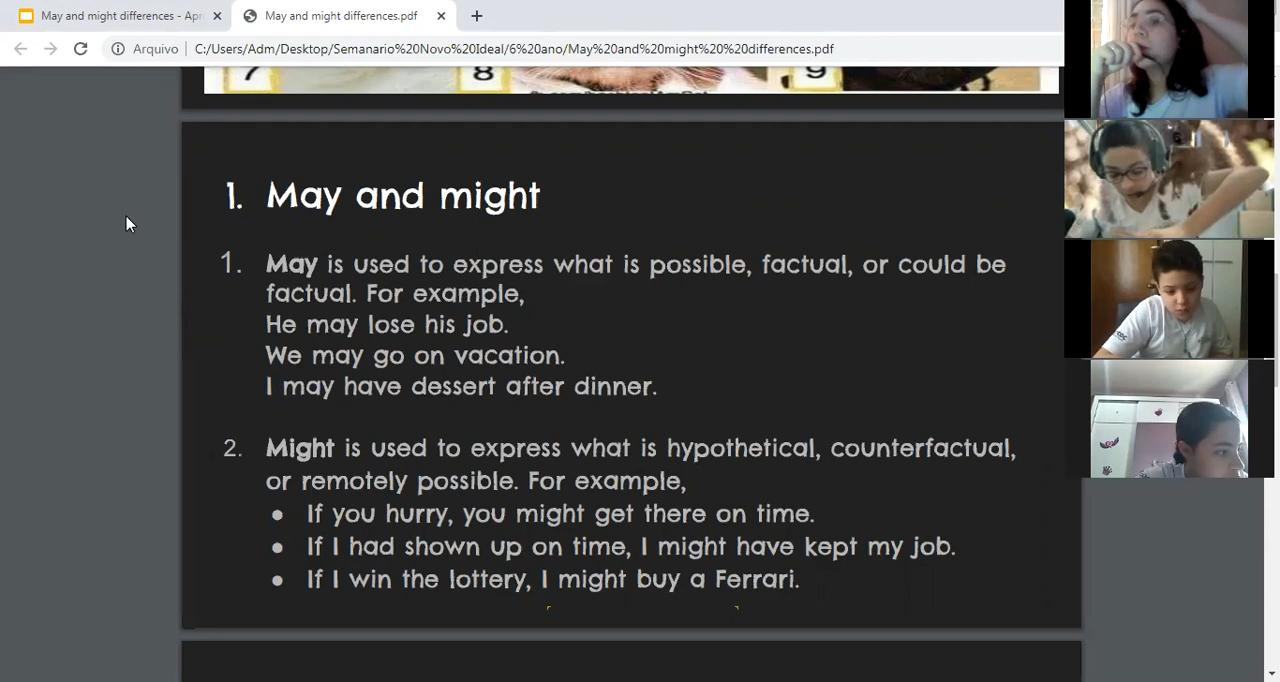 May and might differences - Apr
May and might differences.pdf
Arquivo
C:/Users/Adm/Desktop/Semanario%20Novo%20Ideal/6%20ano/May%20and%20might%20%20differences.pdf
7 8 9
1. May and might
1. May is used to express what is possible, factual, or could be
factual. For example,
He may lose his job.
We may go on vacation.
I may have dessert after dinner.
2. Might is used to express what is hypothetical, counterfactual,
or remotely possible. For example,
● If you hurry, you might get there on time.
● If I had shown up on time, I might have kept my job.
● If I win the lottery, I might buy a Ferrari.